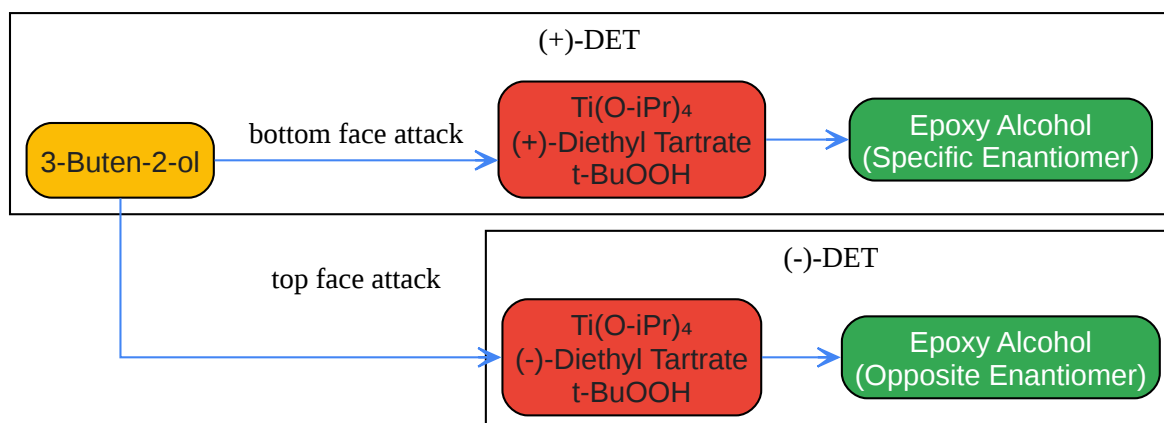 (+)-DET
3-Buten-2-ol
bottom face attack
Ti(O-iPr)₄
(+)-Diethyl Tartrate
t-BuOOH
Epoxy Alcohol
(Specific Enantiomer)
top face attack
(-)-DET
Ti(O-iPr)₄
(-)-Diethyl Tartrate
t-BuOOH
Epoxy Alcohol
(Opposite Enantiomer)